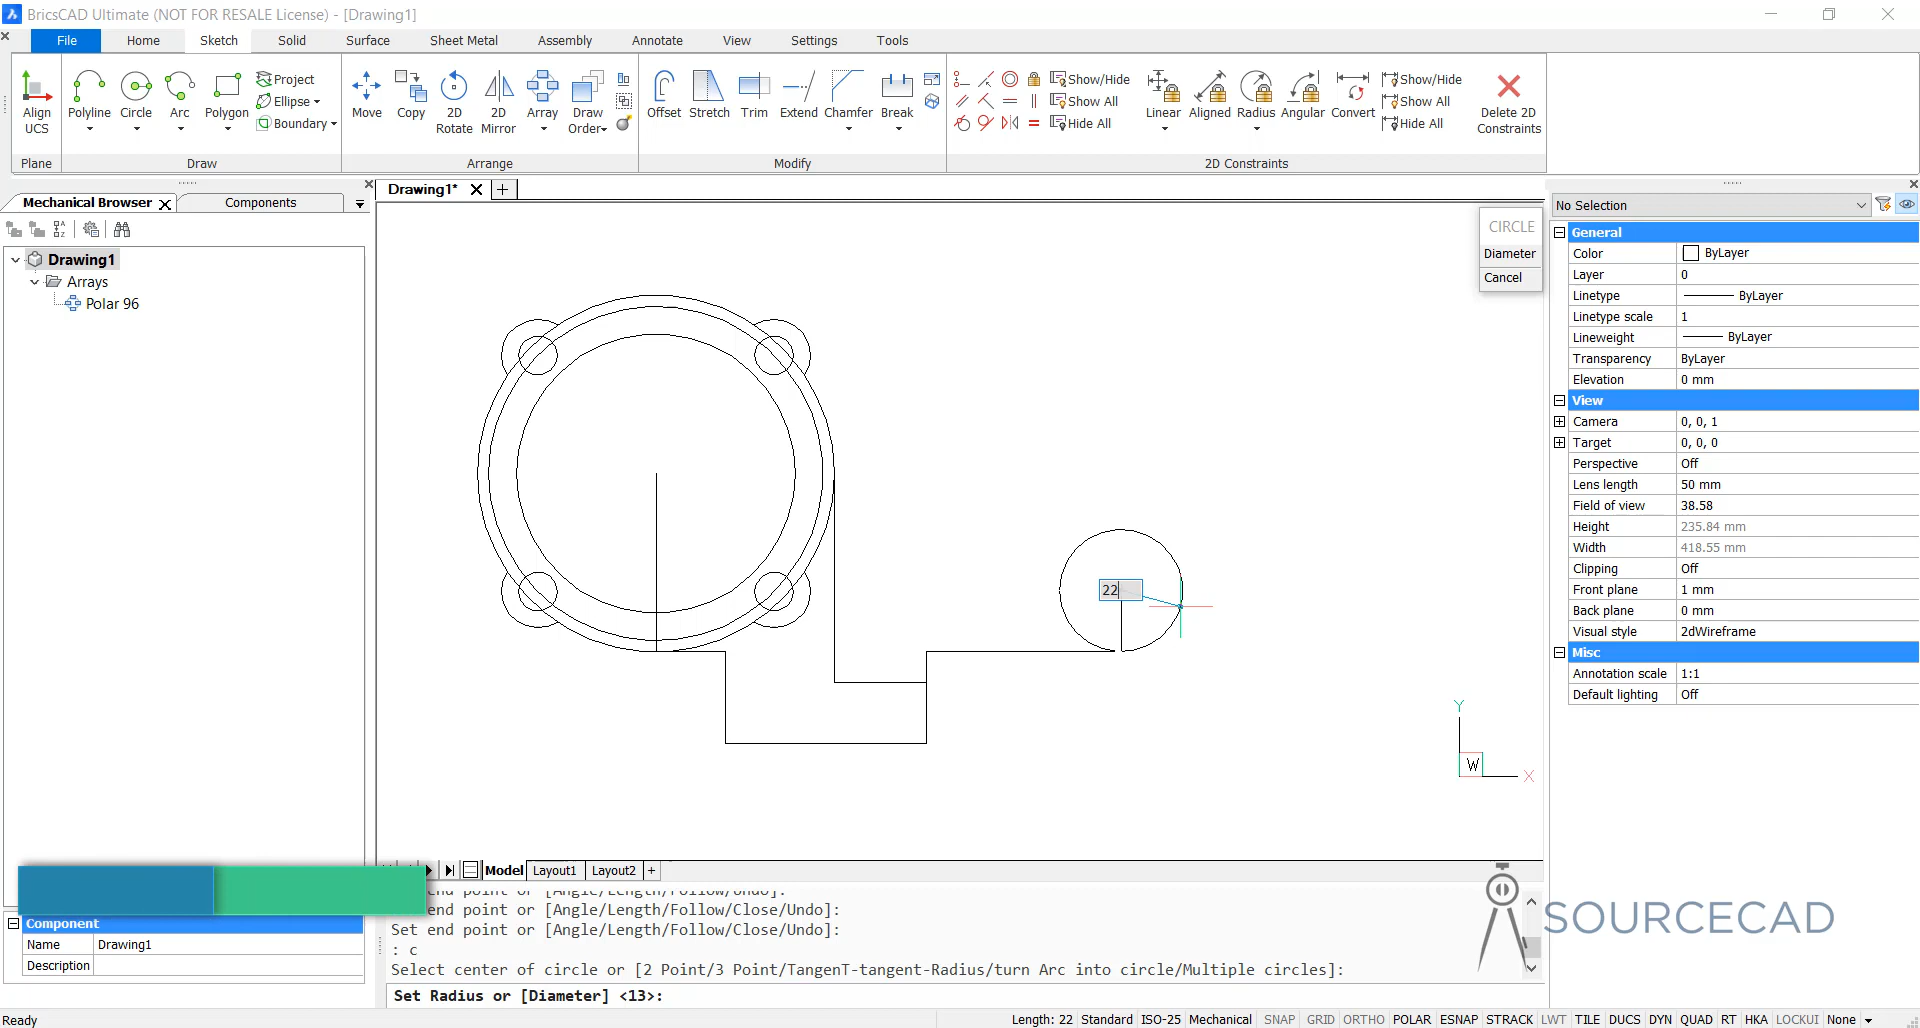 BricsCAD Ultimate (NOT FOR RESALE License) - [Drawing1]
File Home Sketch Solid Surface Sheet Metal Assembly Annotate View Settings Tools
Align UCS
Polyline Circle Arc Polygon
Project
Ellipse
Boundary
Move Copy 2D Rotate 2D Mirror Array Draw Order
Offset Stretch Trim Extend Chamfer Break
Show/Hide
Show All
Hide All
Linear Aligned Radius Angular Convert
Show/Hide
Show All
Hide All
Delete 2D Constraints
Plane Draw Arrange Modify 2D Constraints
Mechanical Browser Components
Drawing1* +
Drawing1
Arrays
Polar 96
CIRCLE
Diameter
Cancel
22
Y
W X
No Selection
General
Color ByLayer
Layer 0
Linetype ByLayer
Linetype scale 1
Lineweight ByLayer
Transparency ByLayer
Elevation 0 mm
View
Camera 0, 0, 1
Target 0, 0, 0
Perspective Off
Lens length 50 mm
Field of view 38.58
Height 235.84 mm
Width 418.55 mm
Clipping Off
Front plane 1 mm
Back plane 0 mm
Visual style 2dWireframe
Misc
Annotation scale 1:1
Default lighting Off
Model Layout1 Layout2 +
Component
Name Drawing1
Description
end point or [Angle/Length/Follow/Undo]:
end point or [Angle/Length/Follow/Close/Undo]:
Set end point or [Angle/Length/Follow/Close/Undo]:
: c
Select center of circle or [2 Point/3 Point/TangenT-tangent-Radius/turn Arc into circle/Multiple circles]:
Set Radius or [Diameter] <13>:
SOURCECAD
Ready
Length: 22 Standard ISO-25 Mechanical SNAP GRID ORTHO POLAR ESNAP STRACK LWT TILE DUCS DYN QUAD RT HKA LOCKUI None